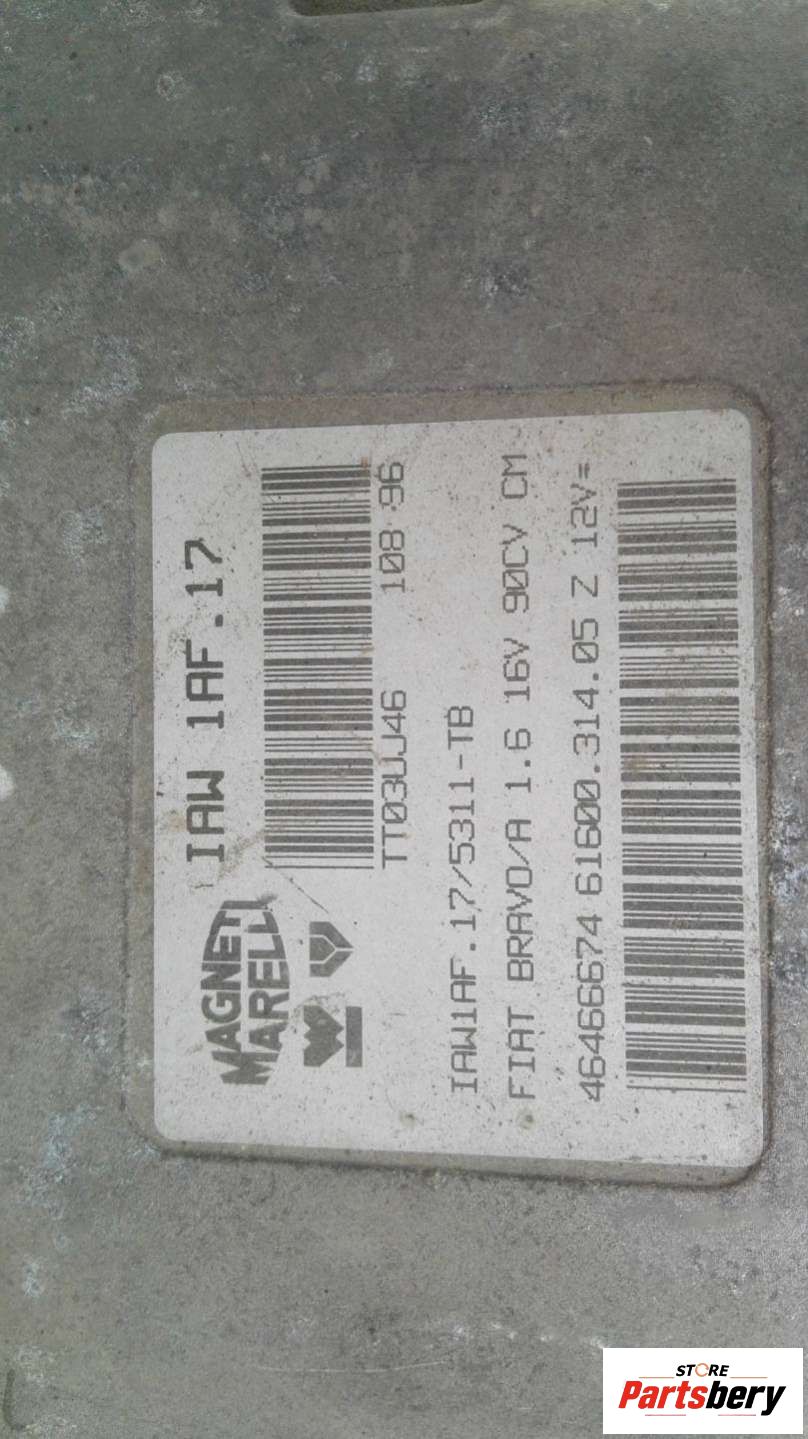 MAGNETI
MARELLI
IAW 1AF.17
TT03UJ46 108 96
IAW1AF.17/5311-TB
FIAT BRAVO/A 1.6 16V 90CV CM
46466674 61600.314.05 Z 12V=
STORE
Partsbery